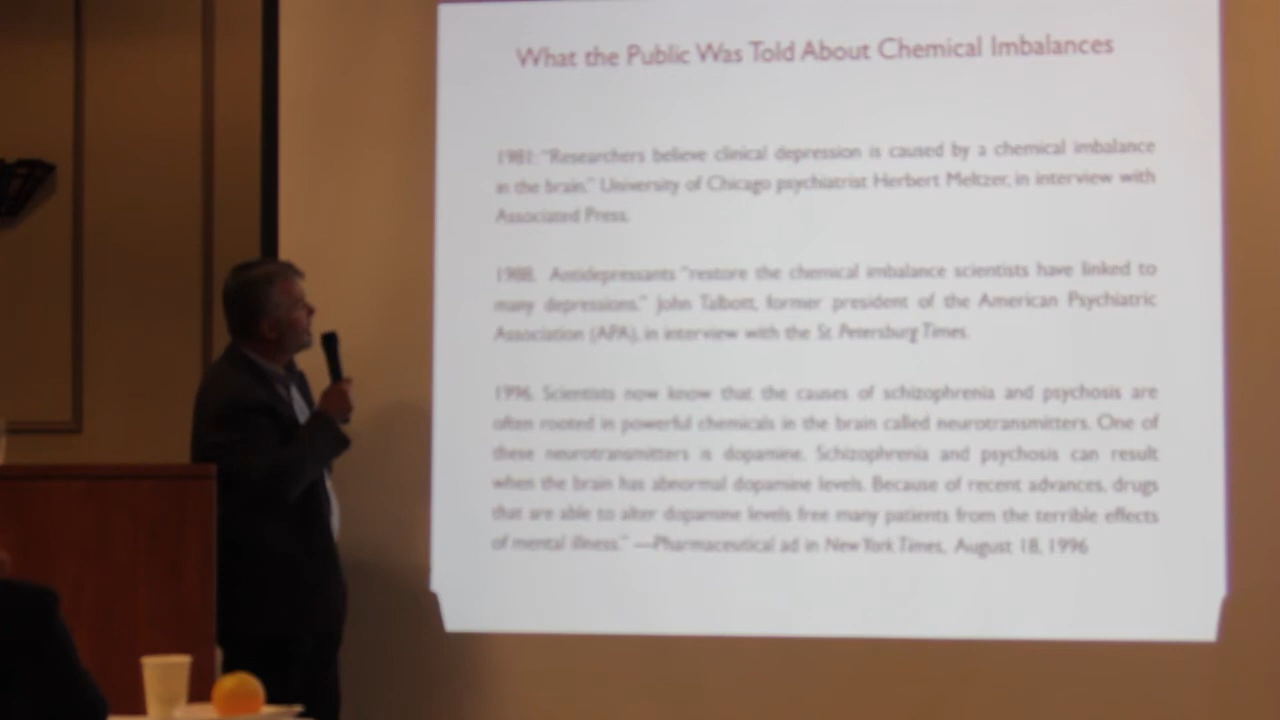 What the Public Was Told About Chemical Imbalances
1981: "Researchers believe clinical depression is caused by a chemical imbalance
in the brain." University of Chicago psychiatrist Herbert Meltzer, in interview with
Associated Press.
1988. Antidepressants "restore the chemical imbalance scientists have linked to
many depressions." John Talbott, former president of the American Psychiatric
Association (APA), in interview with the St. Petersburg Times.
1996. Scientists now know that the causes of schizophrenia and psychosis are
often rooted in powerful chemicals in the brain called neurotransmitters. One of
these neurotransmitters is dopamine. Schizophrenia and psychosis can result
when the brain has abnormal dopamine levels. Because of recent advances, drugs
that are able to alter dopamine levels free many patients from the terrible effects
of mental illness." —Pharmaceutical ad in New York Times, August 18, 1996